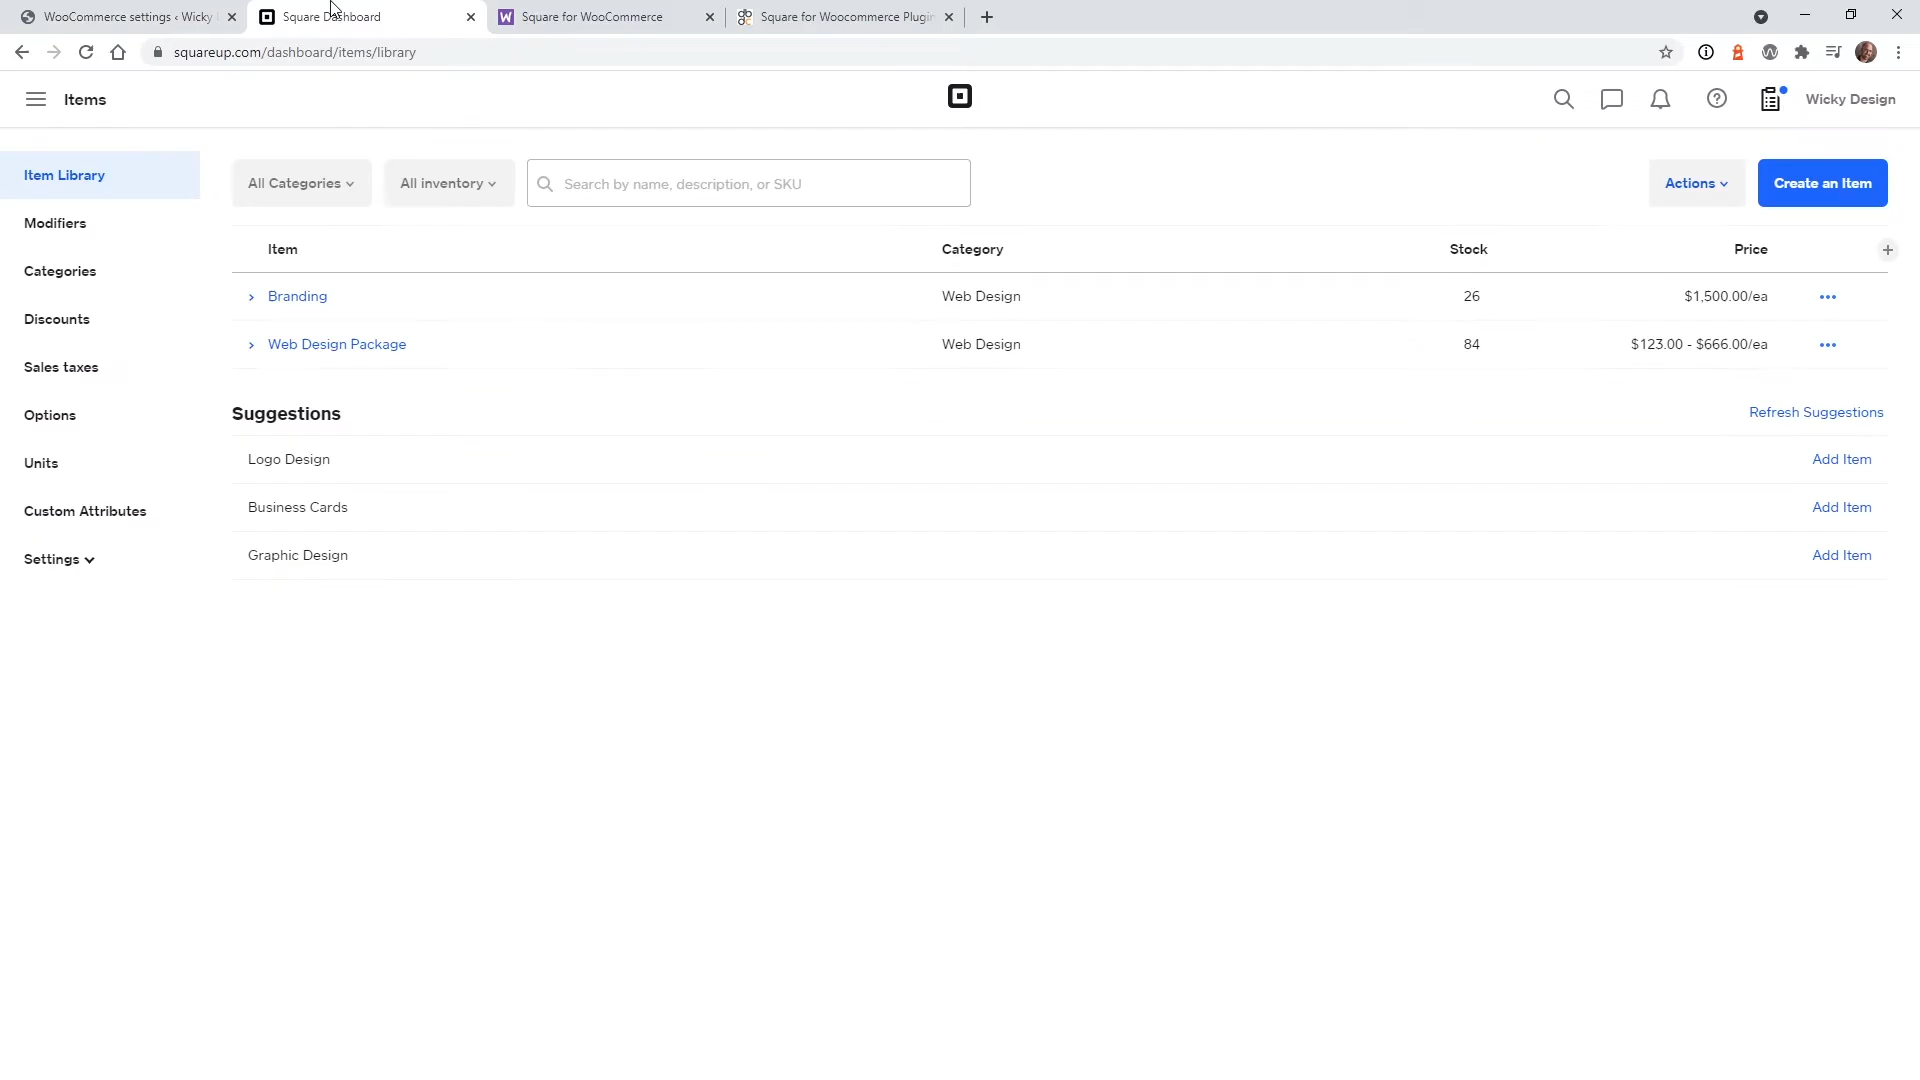 WooCommerce settings ‹ Wicky
Square Dashboard
Square for WooCommerce
Square for Woocommerce Plugin
squareup.com/dashboard/items/library
Items
Wicky Design
Item Library
Modifiers
Categories
Discounts
Sales taxes
Options
Units
Custom Attributes
Settings
All Categories
All inventory
Search by name, description, or SKU
Actions
Create an Item
Item Category Stock Price
Branding Web Design 26 $1,500.00/ea
Web Design Package Web Design 84 $123.00 - $666.00/ea
Suggestions
Refresh Suggestions
Logo Design Add Item
Business Cards Add Item
Graphic Design Add Item